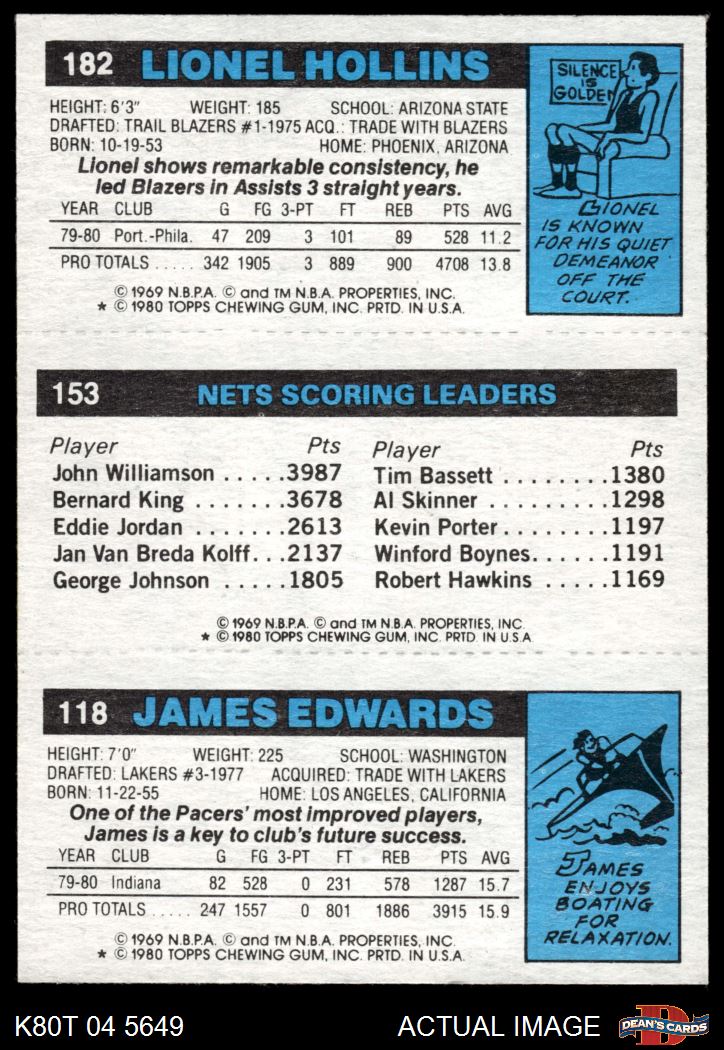 182 LIONEL HOLLINS
HEIGHT: 6'3" WEIGHT: 185 SCHOOL: ARIZONA STATE
DRAFTED: TRAIL BLAZERS #1-1975 ACQ.: TRADE WITH BLAZERS
BORN: 10-19-53 HOME: PHOENIX, ARIZONA
Lionel shows remarkable consistency, he
led Blazers in Assists 3 straight years.
YEAR CLUB G FG 3-PT FT REB PTS AVG
79-80 Port.-Phila. 47 209 3 101 89 528 11.2
PRO TOTALS ..... 342 1905 3 889 900 4708 13.8
© 1969 N.B.P.A. © and TM N.B.A. PROPERTIES, INC.
★ © 1980 TOPPS CHEWING GUM, INC. PRTD. IN U.S.A.
SILENCE
IS
GOLDEN
LIONEL
IS KNOWN
FOR HIS QUIET
DEMEANOR
OFF THE
COURT.
153 NETS SCORING LEADERS
Player Pts
John Williamson .....3987
Bernard King .......3678
Eddie Jordan .......2613
Jan Van Breda Kolff...2137
George Johnson .....1805
Player Pts
Tim Bassett ........1380
Al Skinner .........1298
Kevin Porter........1197
Winford Boynes......1191
Robert Hawkins .....1169
© 1969 N.B.P.A. © and TM N.B.A. PROPERTIES, INC.
★ © 1980 TOPPS CHEWING GUM, INC. PRTD. IN U.S.A.
118 JAMES EDWARDS
HEIGHT: 7'0" WEIGHT: 225 SCHOOL: WASHINGTON
DRAFTED: LAKERS #3-1977 ACQUIRED: TRADE WITH LAKERS
BORN: 11-22-55 HOME: LOS ANGELES, CALIFORNIA
One of the Pacers' most improved players,
James is a key to club's future success.
YEAR CLUB G FG 3-PT FT REB PTS AVG
79-80 Indiana 82 528 0 231 578 1287 15.7
PRO TOTALS ..... 247 1557 0 801 1886 3915 15.9
© 1969 N.B.P.A. © and TM N.B.A. PROPERTIES, INC.
★ © 1980 TOPPS CHEWING GUM, INC. PRTD. IN U.S.A.
JAMES
ENJOYS
BOATING
FOR
RELAXATION.
K80T 04 5649 ACTUAL IMAGE
D
DEAN'S CARDS